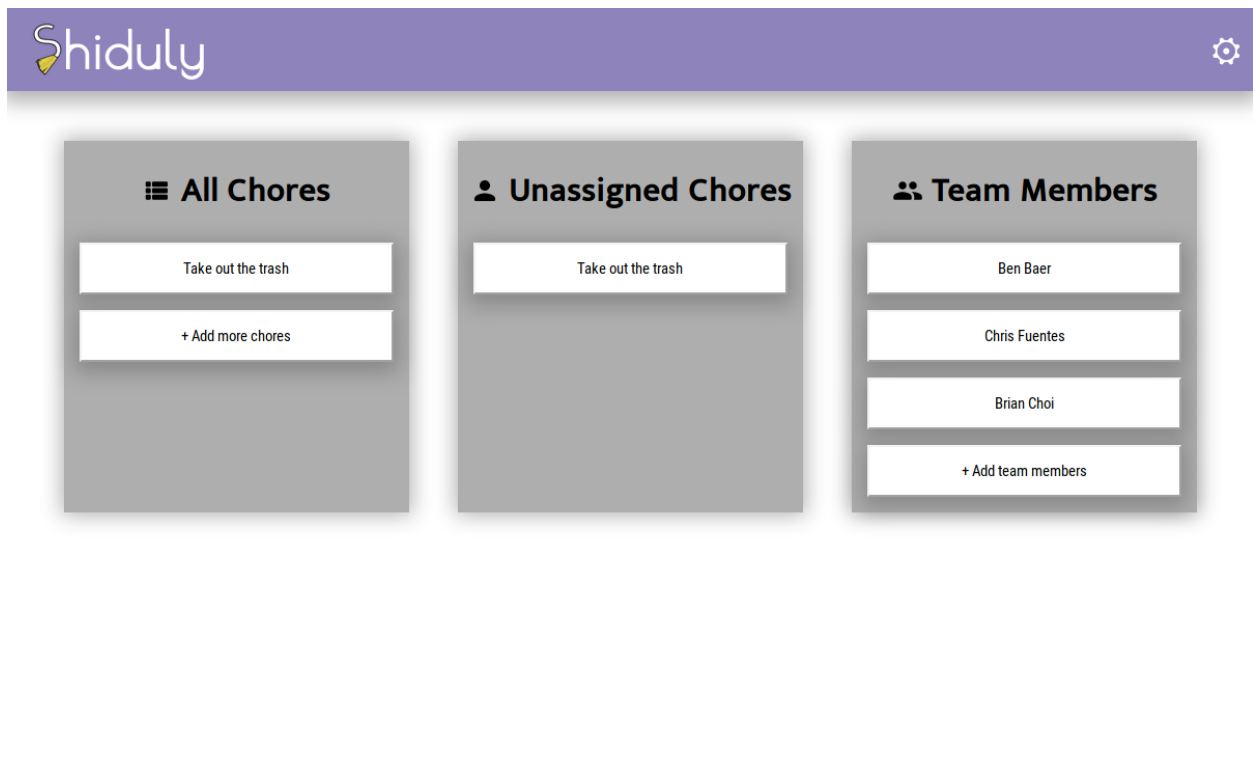 Shiduly
All Chores
Take out the trash
+ Add more chores
Unassigned Chores
Take out the trash
Team Members
Ben Baer
Chris Fuentes
Brian Choi
+ Add team members